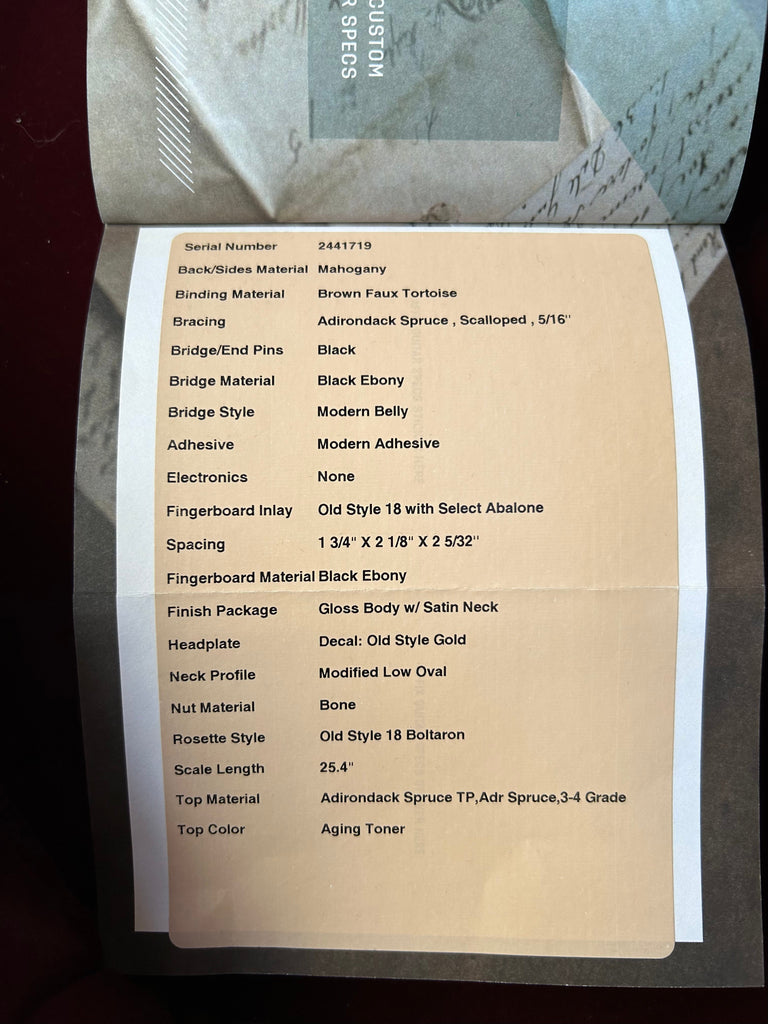 CUSTOM
R SPECS
Serial Number 2441719
Back/Sides Material Mahogany
Binding Material Brown Faux Tortoise
Bracing Adirondack Spruce , Scalloped , 5/16"
Bridge/End Pins Black
Bridge Material Black Ebony
Bridge Style Modern Belly
Adhesive Modern Adhesive
Electronics None
Fingerboard Inlay Old Style 18 with Select Abalone
Spacing 1 3/4" X 2 1/8" X 2 5/32"
Fingerboard Material Black Ebony
Finish Package Gloss Body w/ Satin Neck
Headplate Decal: Old Style Gold
Neck Profile Modified Low Oval
Nut Material Bone
Rosette Style Old Style 18 Boltaron
Scale Length 25.4"
Top Material Adirondack Spruce TP,Adr Spruce,3-4 Grade
Top Color Aging Toner